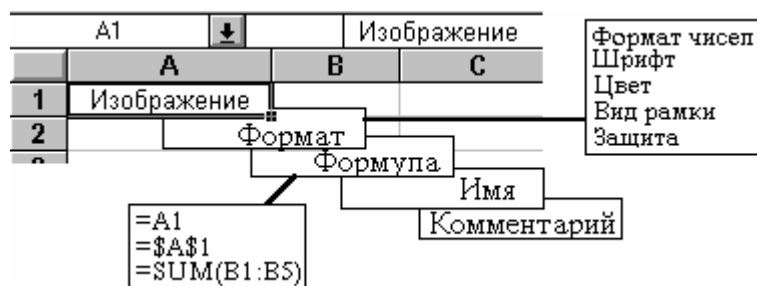 A1 Изображение
A B C
1 Изображение
2
Формат
Формула
Имя
Комментарий
Формат чисел
Шрифт
Цвет
Вид рамки
Защита
=A1
=$A$1
=SUM(B1:B5)